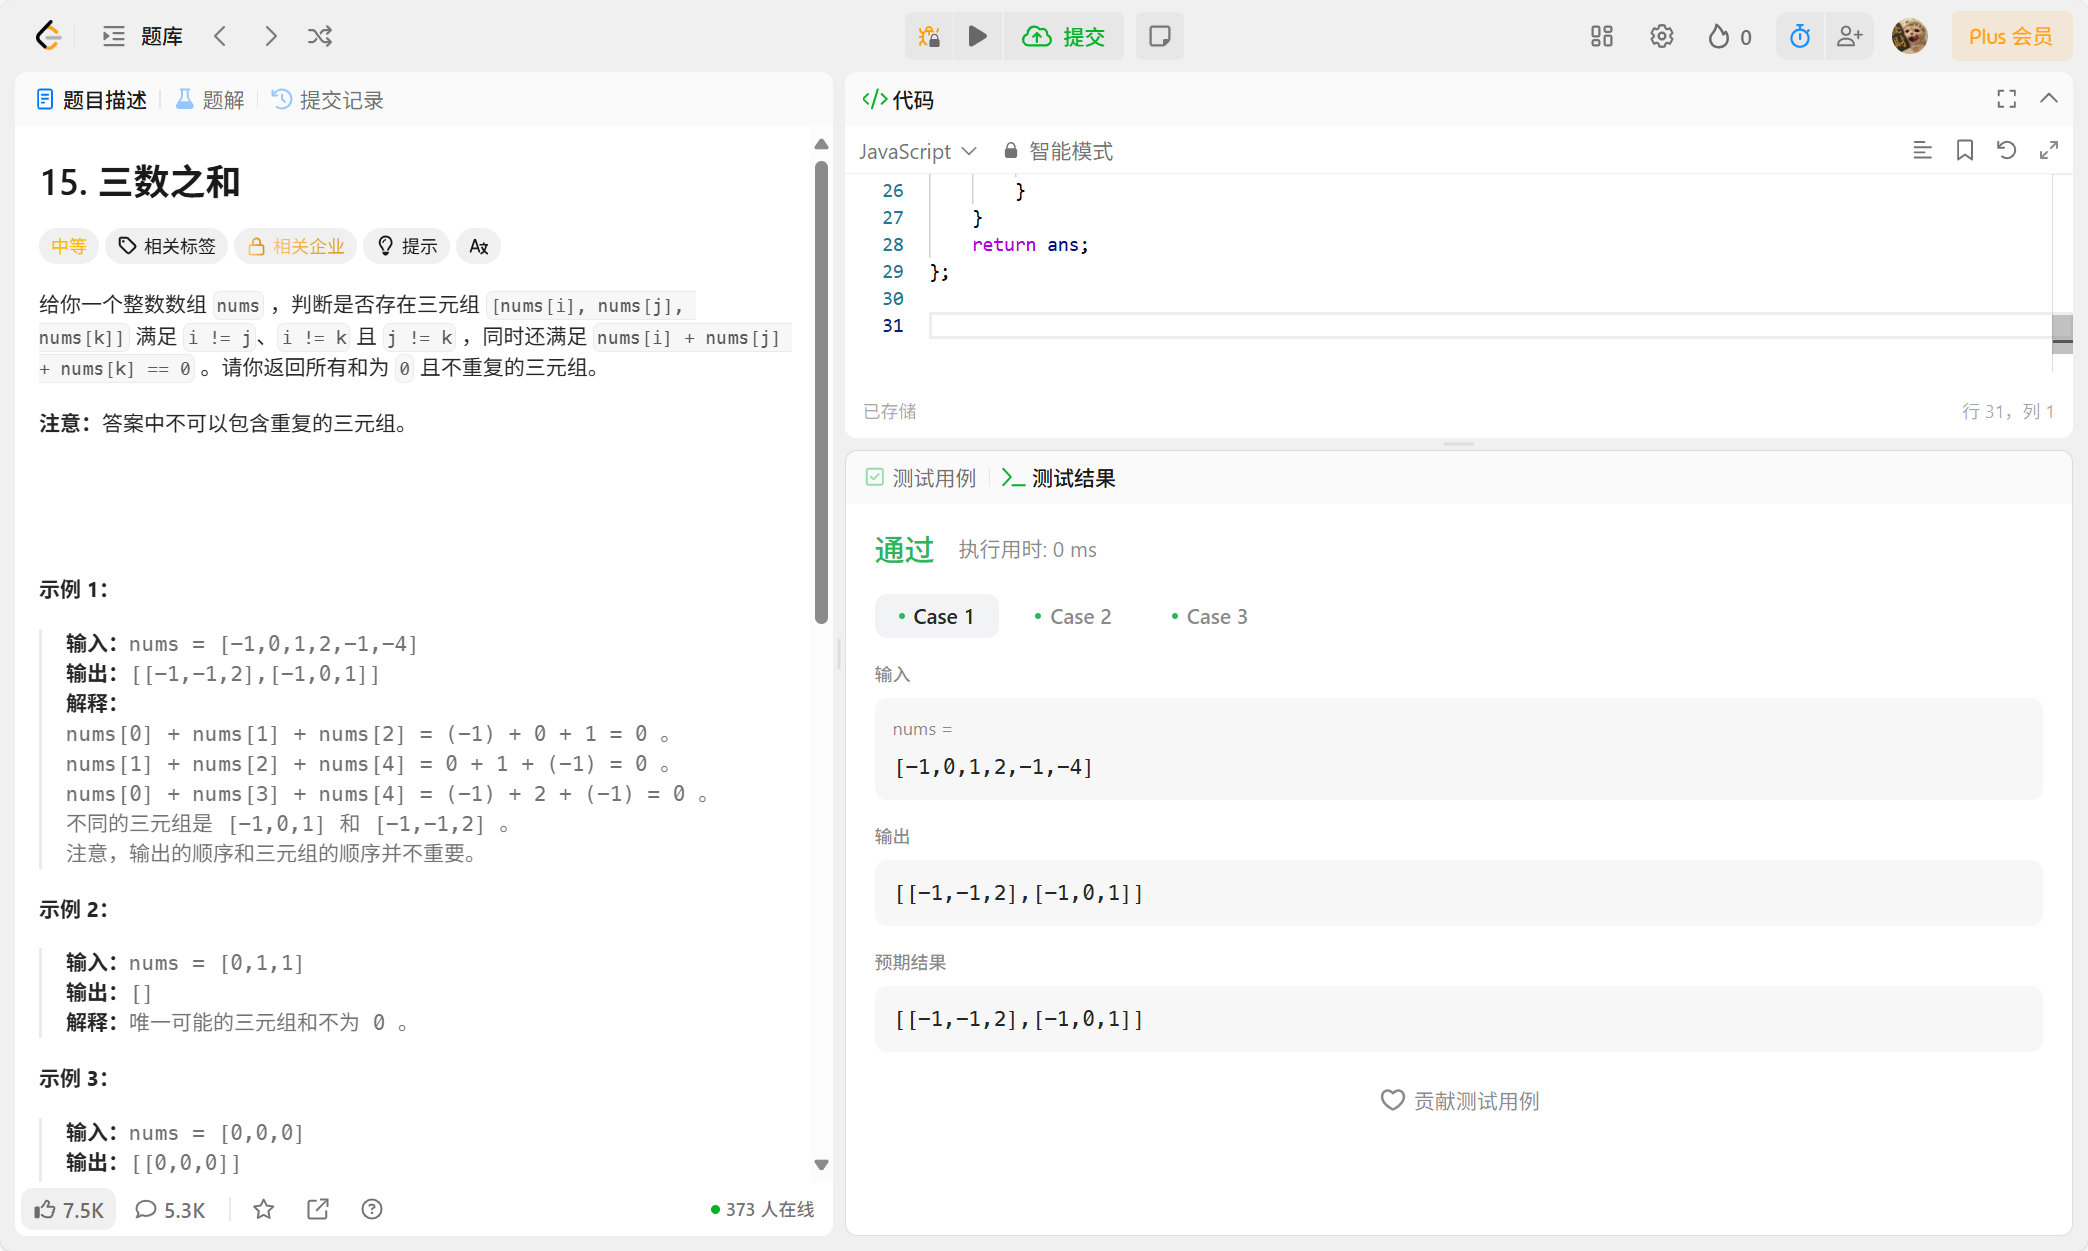 题库
提交
0
Plus 会员
题目描述
题解
提交记录
15. 三数之和
中等
相关标签
相关企业
提示
给你一个整数数组 nums ，判断是否存在三元组 [nums[i], nums[j],
nums[k]] 满足 i != j、i != k 且 j != k ，同时还满足 nums[i] + nums[j]
+ nums[k] == 0 。请你返回所有和为 0 且不重复的三元组。
注意：答案中不可以包含重复的三元组。
示例 1：
输入：nums = [-1,0,1,2,-1,-4]
输出：[[-1,-1,2],[-1,0,1]]
解释：
nums[0] + nums[1] + nums[2] = (-1) + 0 + 1 = 0 。
nums[1] + nums[2] + nums[4] = 0 + 1 + (-1) = 0 。
nums[0] + nums[3] + nums[4] = (-1) + 2 + (-1) = 0 。
不同的三元组是 [-1,0,1] 和 [-1,-1,2] 。
注意，输出的顺序和三元组的顺序并不重要。
示例 2：
输入：nums = [0,1,1]
输出：[]
解释：唯一可能的三元组和不为 0 。
示例 3：
输入：nums = [0,0,0]
输出：[[0,0,0]]
7.5K
5.3K
373 人在线
</> 代码
JavaScript
智能模式
26 }
27 }
28 return ans;
29 };
30
31
已存储
行 31，列 1
测试用例
测试结果
通过
执行用时: 0 ms
Case 1
Case 2
Case 3
输入
nums =
[-1,0,1,2,-1,-4]
输出
[[-1,-1,2],[-1,0,1]]
预期结果
[[-1,-1,2],[-1,0,1]]
贡献测试用例